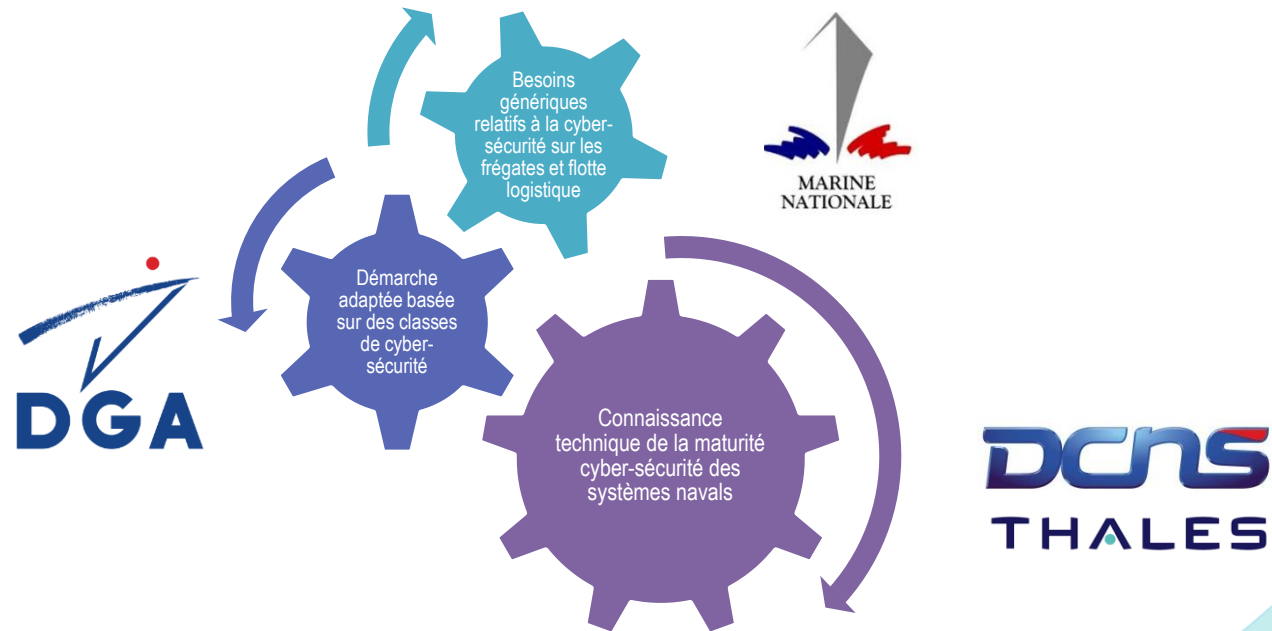 Besoins
génériques
relatifs à la cyber-
sécurité sur les
frégates et flotte
logistique
MARINE
NATIONALE
Démarche
adaptée basée
sur des classes
de cyber-
sécurité
DGA
Connaissance
technique de la maturité
cyber-sécurité des
systèmes navals
DCNS
THALES